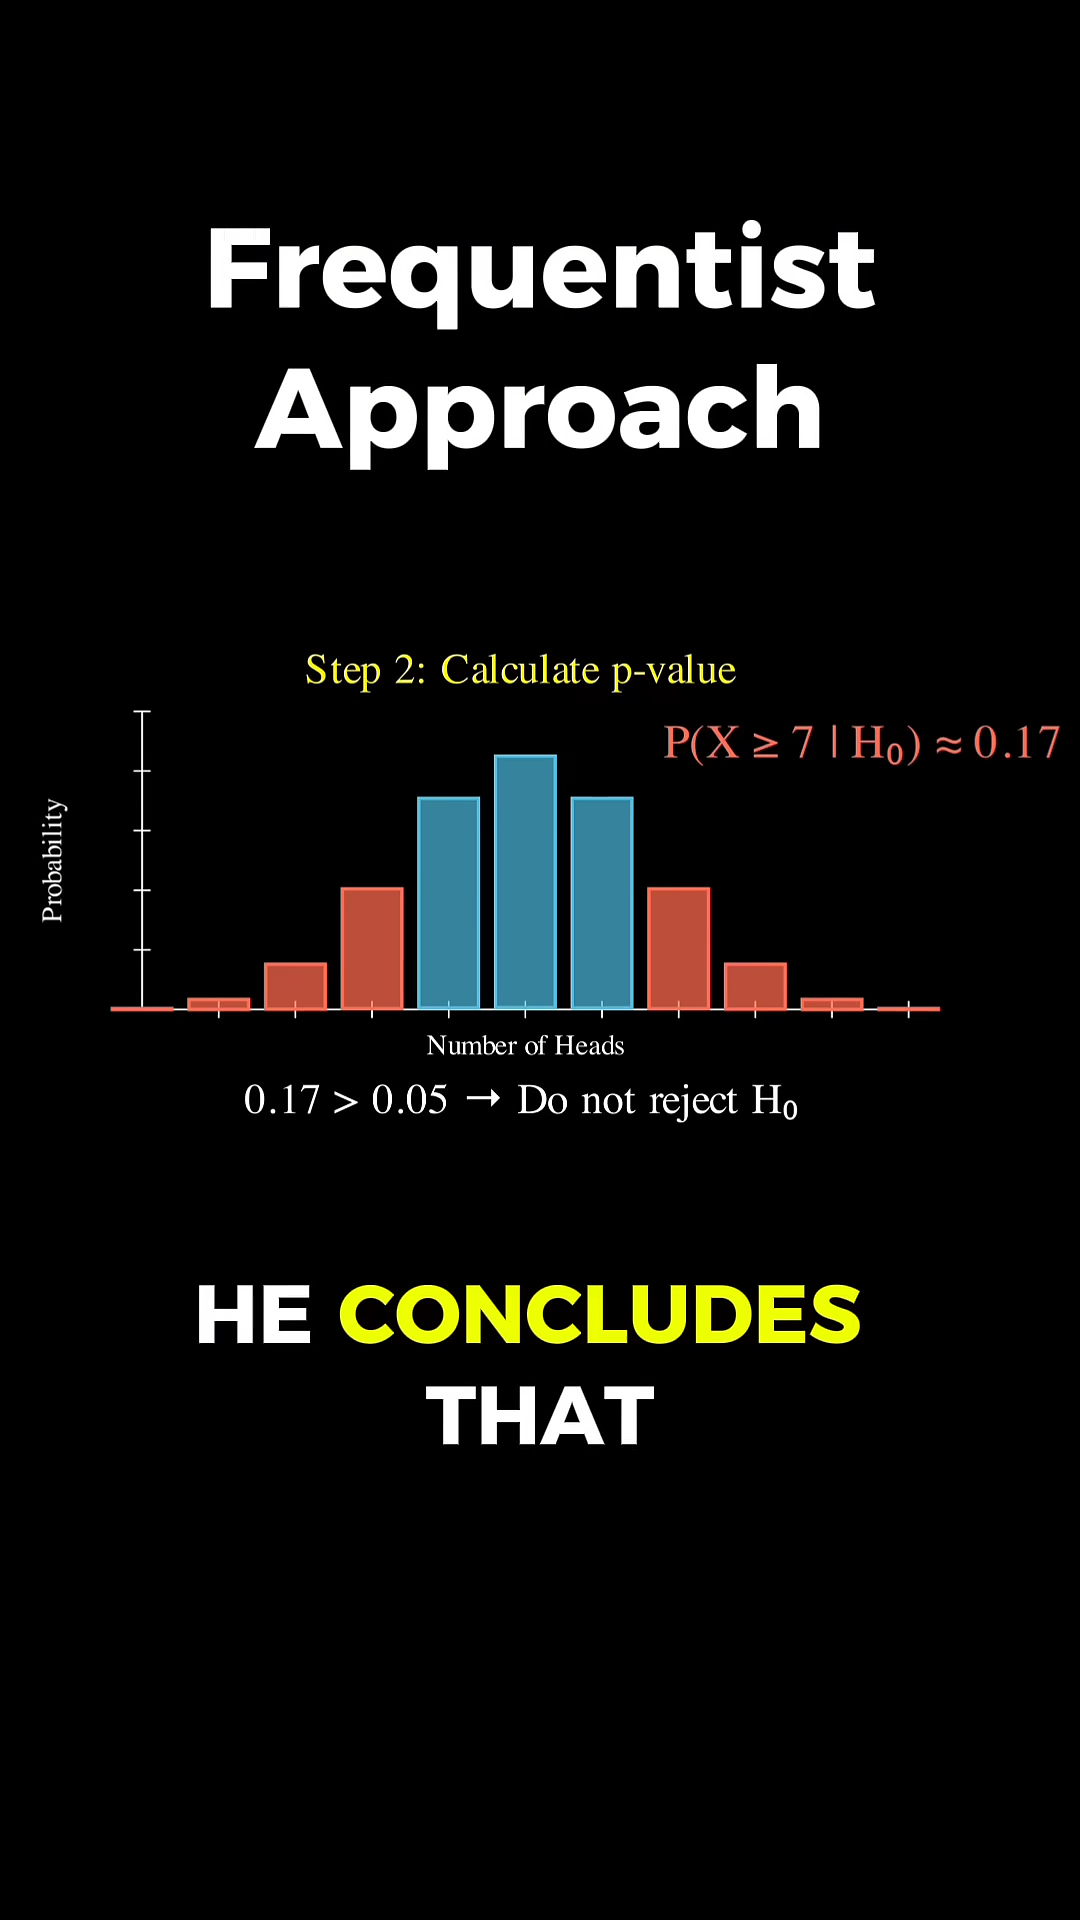 Frequentist
Approach
Step 2: Calculate p-value
P(X ≥ 7 | H₀) ≈ 0.17
Probability
Number of Heads
0.17 > 0.05 → Do not reject H₀
HE CONCLUDES
THAT